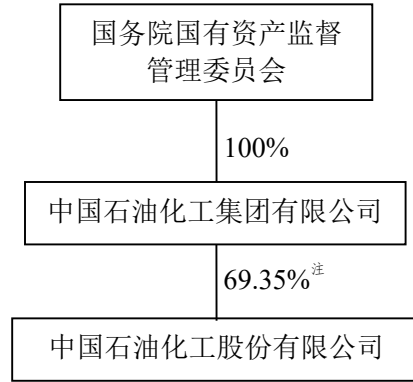 国务院国有资产监督
管理委员会
100%
中国石油化工集团有限公司
69.35%注
中国石油化工股份有限公司